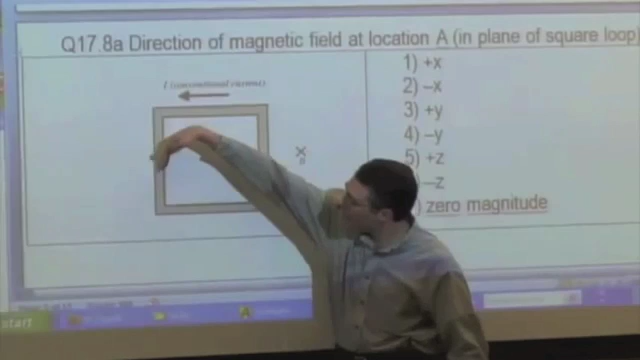 Q17.8a Direction of magnetic field at location A (in plane of square loop)
I (conventional current)
1) +x
2) −x
3) +y
4) −y
5) +z
) −z
) zero magnitude
start